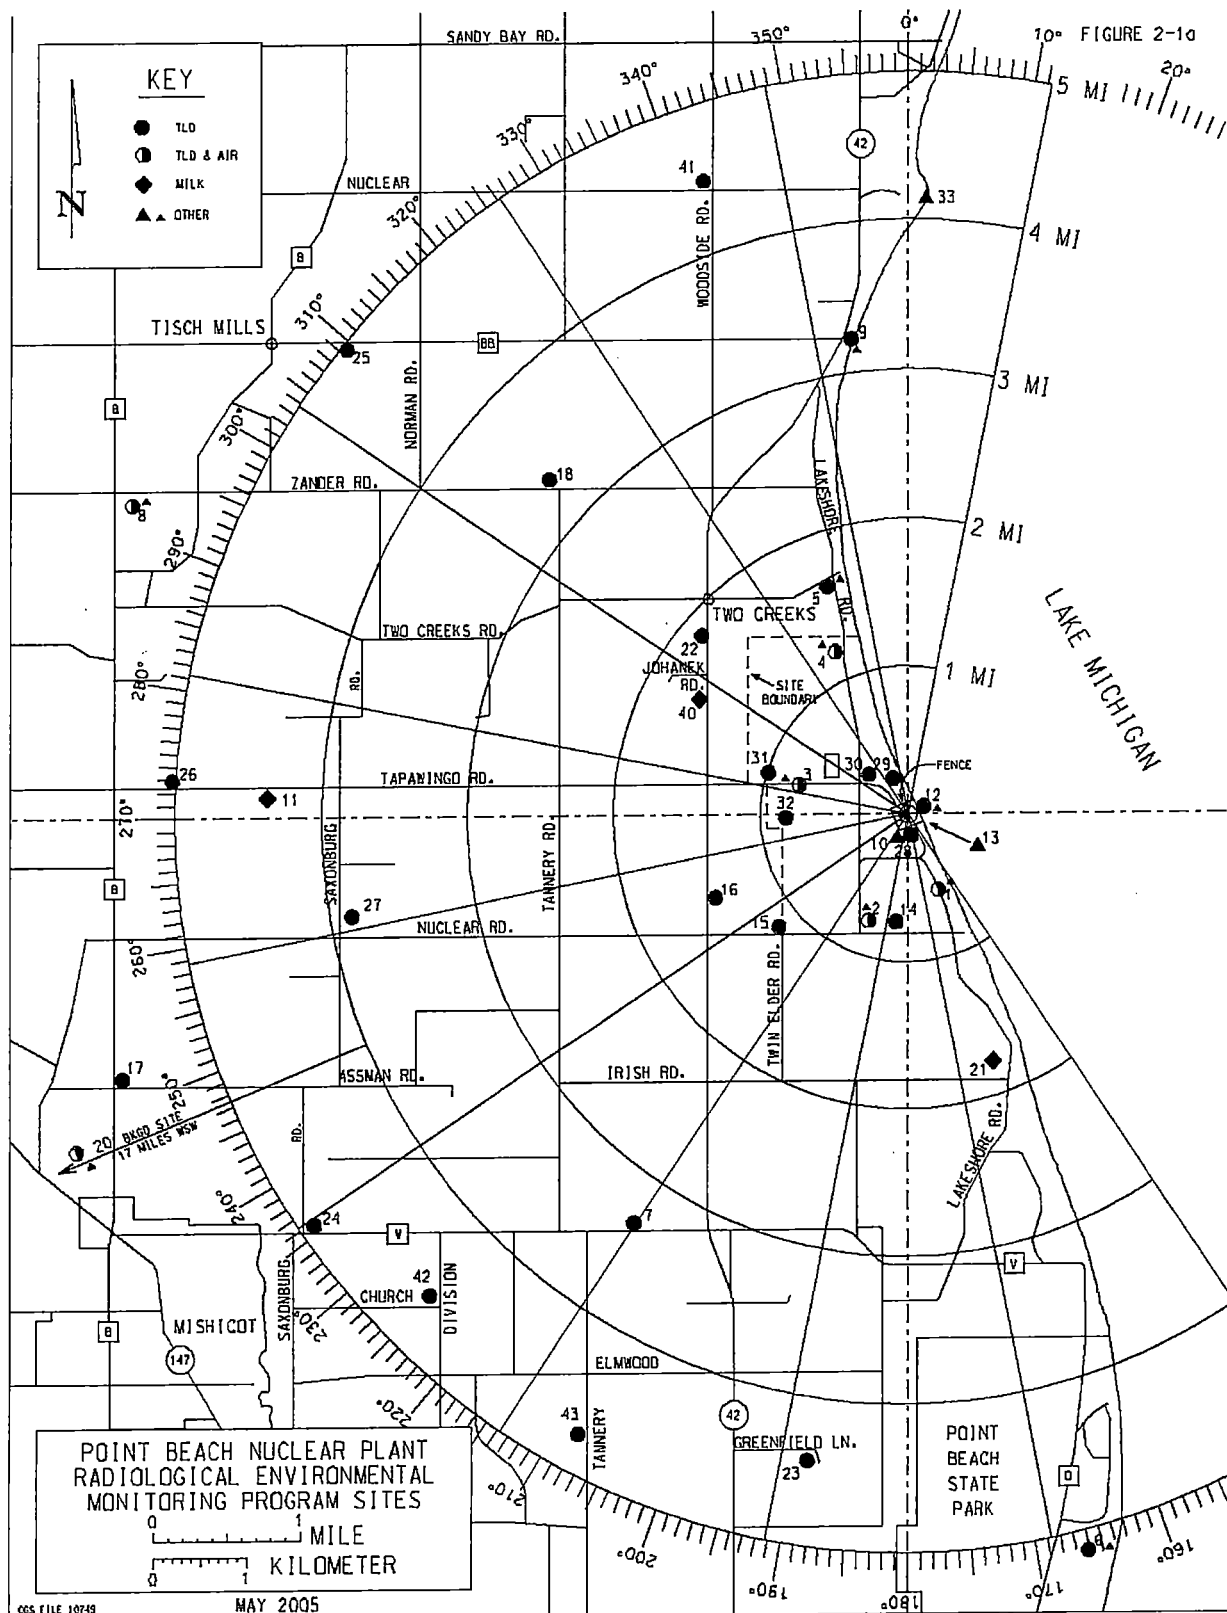 FIGURE 2-1a
SANDY BAY RD.
0°
10°
20°
350°
340°
330°
320°
310°
300°
290°
280°
270°
260°
250°
240°
230°
220°
210°
200°
190°
180°
170°
160°
KEY
TLD
TLD & AIR
MILK
OTHER
N
5 MI
4 MI
3 MI
2 MI
1 MI
42
41
NUCLEAR
33
WOODSIDE RD.
B
TISCH MILLS
25
BB
9
NORMAN RD.
B
ZANDER RD.
18
8
LAKESHORE
RD.
5
TWO CREEKS
TWO CREEKS RD.
22
4
JOHANEK
RD.
40
SITE
BOUNDARY
LAKE MICHIGAN
RD.
31
3
30
29
FENCE
26
TAPAWINGO RD.
11
32
12
13
10
28
B
SAXONBURG
TANNERY RD.
27
16
15
2
14
1
NUCLEAR RD.
TWIN ELDER RD.
17
ASSMAN RD.
IRISH RD.
21
20
BKGD SITE
17 MILES WSW
RD.
LAKESHORE RD.
24
V
7
V
42
CHURCH
DIVISION
SAXONBURG
MISHICOT
B
147
ELMWOOD
43
TANNERY
42
GREENFIELD LN.
23
POINT
BEACH
STATE
PARK
POINT BEACH NUCLEAR PLANT
RADIOLOGICAL ENVIRONMENTAL
MONITORING PROGRAM SITES
0 1 MILE
KILOMETER
0 1
MAY 2005